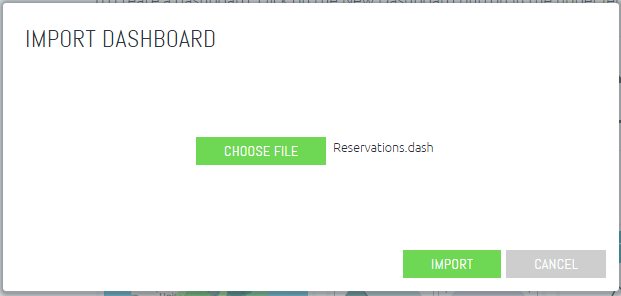 IMPORT DASHBOARD
CHOOSE FILE Reservations.dash
IMPORT CANCEL